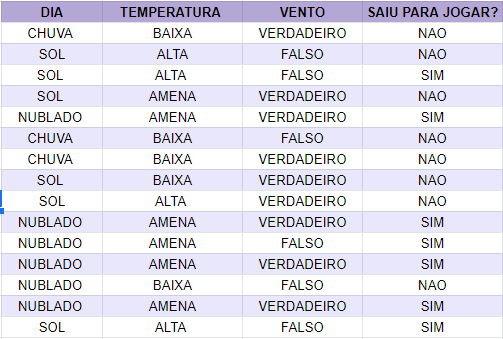 DIA TEMPERATURA VENTO SAIU PARA JOGAR?
CHUVA BAIXA VERDADEIRO NAO
SOL ALTA FALSO NAO
SOL ALTA FALSO SIM
SOL AMENA VERDADEIRO NAO
NUBLADO AMENA VERDADEIRO SIM
CHUVA BAIXA FALSO NAO
CHUVA BAIXA VERDADEIRO NAO
SOL BAIXA VERDADEIRO NAO
SOL ALTA VERDADEIRO NAO
NUBLADO AMENA VERDADEIRO SIM
NUBLADO AMENA FALSO SIM
NUBLADO AMENA VERDADEIRO SIM
NUBLADO BAIXA FALSO NAO
NUBLADO AMENA VERDADEIRO SIM
SOL ALTA FALSO SIM